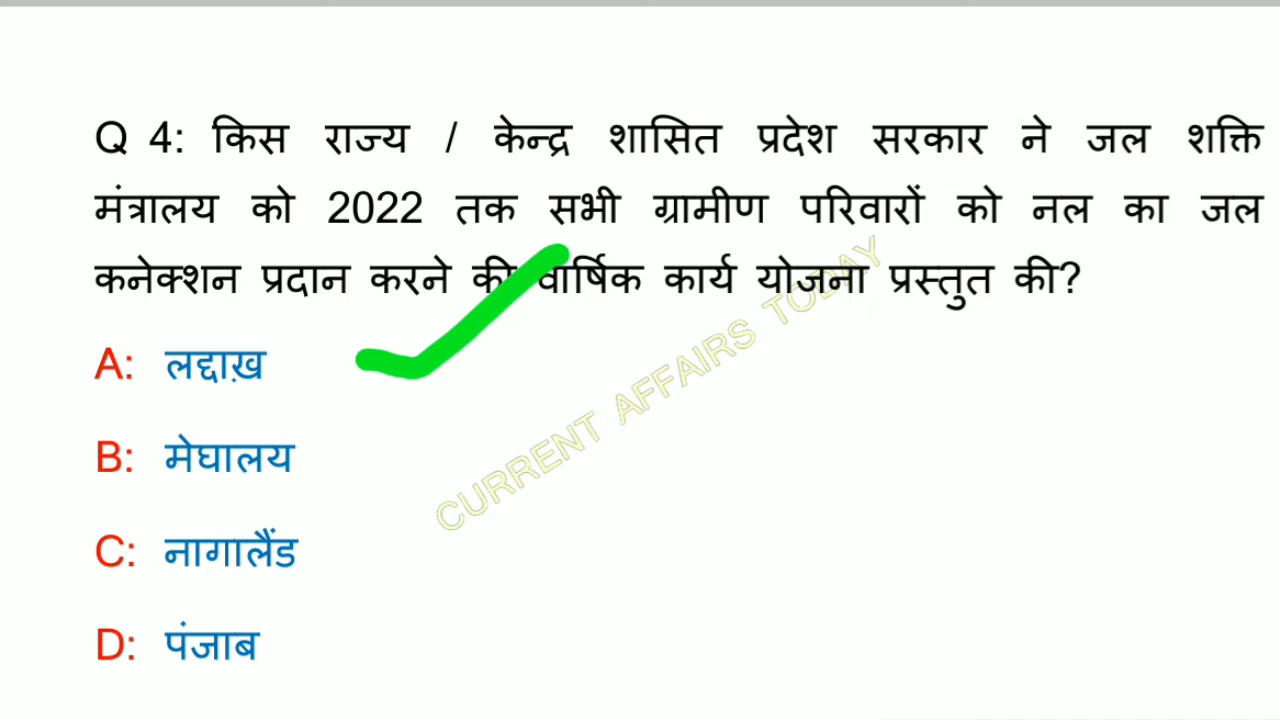 Q 4: किस राज्य / केन्द्र शासित प्रदेश सरकार ने जल शक्ति
मंत्रालय को 2022 तक सभी ग्रामीण परिवारों को नल का जल
कनेक्शन प्रदान करने की वार्षिक कार्य योजना प्रस्तुत की?
A: लद्दाख़
B: मेघालय
C: नागालैंड
D: पंजाब
CURRENT AFFAIRS TODAY